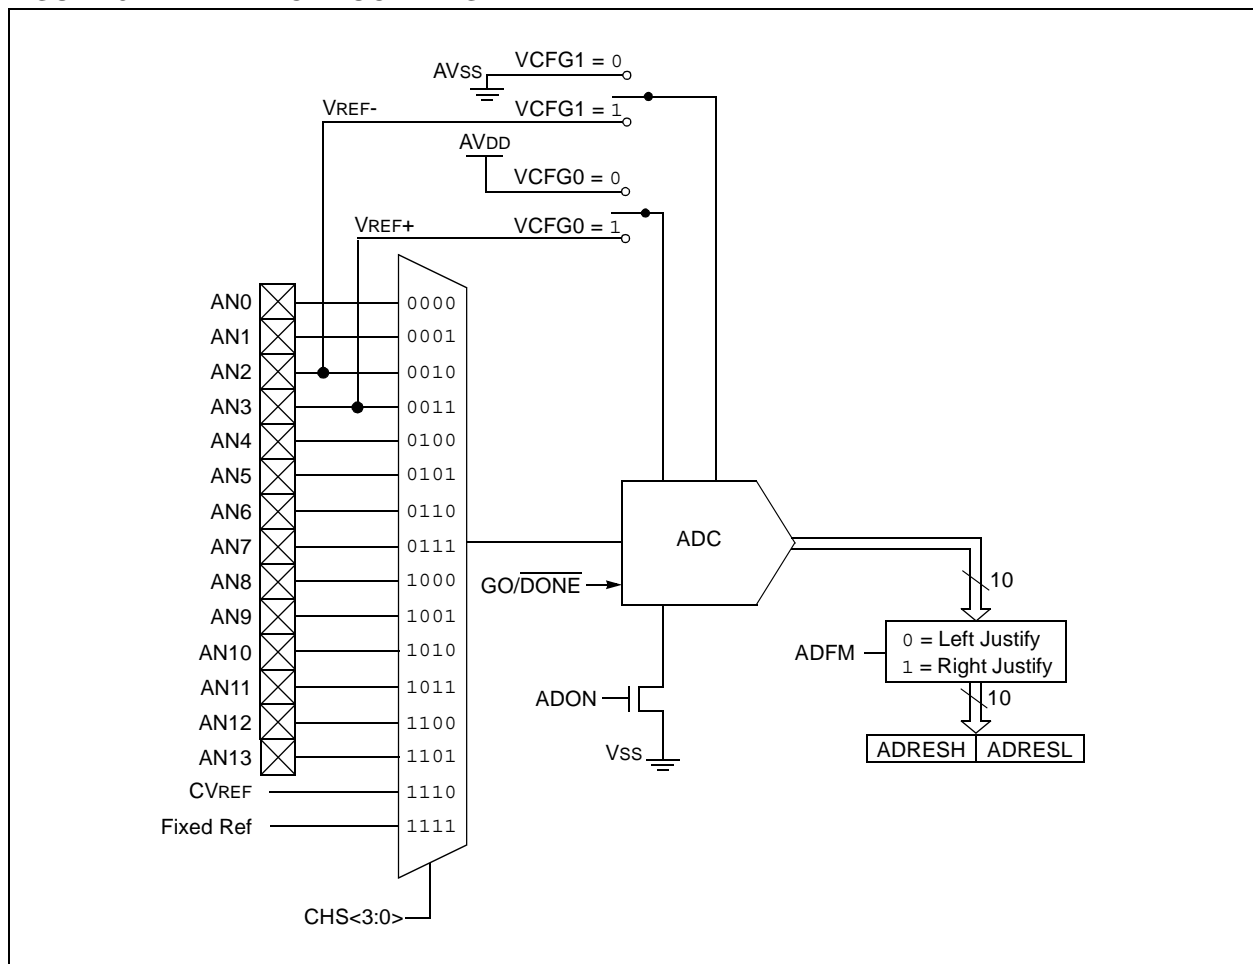 AVSS
VCFG1 = 0
VREF-
VCFG1 = 1
AVDD
VCFG0 = 0
VREF+
VCFG0 = 1
AN0
0000
AN1
0001
AN2
0010
AN3
0011
AN4
0100
AN5
0101
AN6
0110
AN7
0111
AN8
1000
AN9
1001
AN10
1010
AN11
1011
AN12
1100
AN13
1101
CVREF
1110
Fixed Ref
1111
CHS<3:0>
ADC
GO/DONE
10
ADFM
0 = Left Justify
1 = Right Justify
10
ADON
VSS
ADRESH
ADRESL